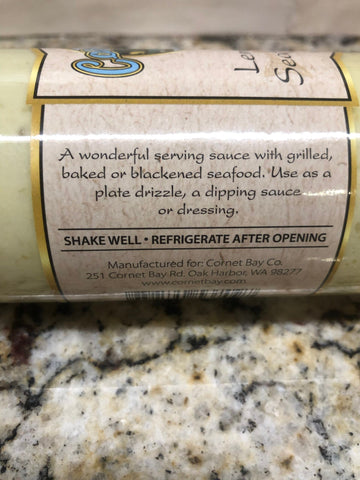 A wonderful serving sauce with grilled,
baked or blackened seafood. Use as a
plate drizzle, a dipping sauce
or dressing.
SHAKE WELL • REFRIGERATE AFTER OPENING
Manufactured for: Cornet Bay Co.
251 Cornet Bay Rd. Oak Harbor, WA 98277
www.cornetbay.com